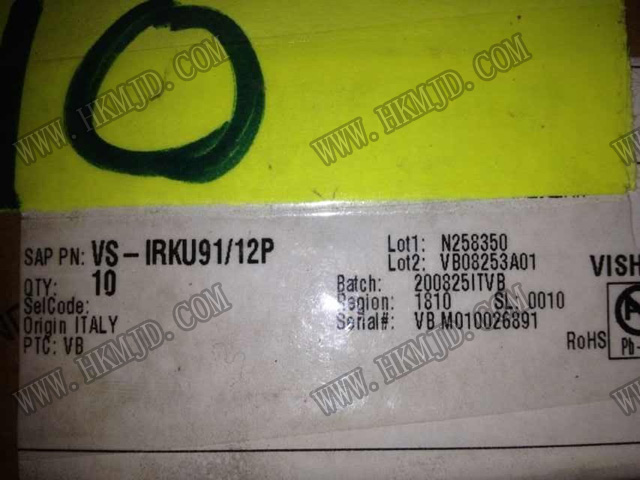 10
WWW.HKMJD.COM WWW.HKMJD.COM
SAP PN: VS-IRKU91/12P
QTY: 10
SelCode:
Origin ITALY
PTC: VB
Lot1: N258350
Lot2: VB08253A01
Batch: 200825ITVB
Region: 1810 SL: 0010
Serial#: VB M010026891
VISH
RoHS
Pb-
WWW.HKMJD.COM WWW.HKMJD.COM